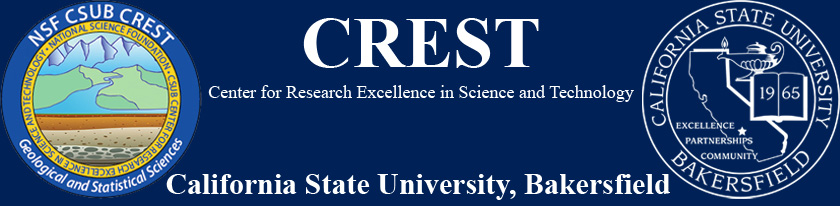 NSF CSUB CREST
NATIONAL SCIENCE FOUNDATION • CSUB CENTER FOR RESEARCH EXCELLENCE IN SCIENCE AND TECHNOLOGY •
Geological and Statistical Sciences
CREST
Center for Research Excellence in Science and Technology
California State University, Bakersfield
CALIFORNIA STATE UNIVERSITY
1965
EXCELLENCE
PARTNERSHIPS
COMMUNITY
BAKERSFIELD